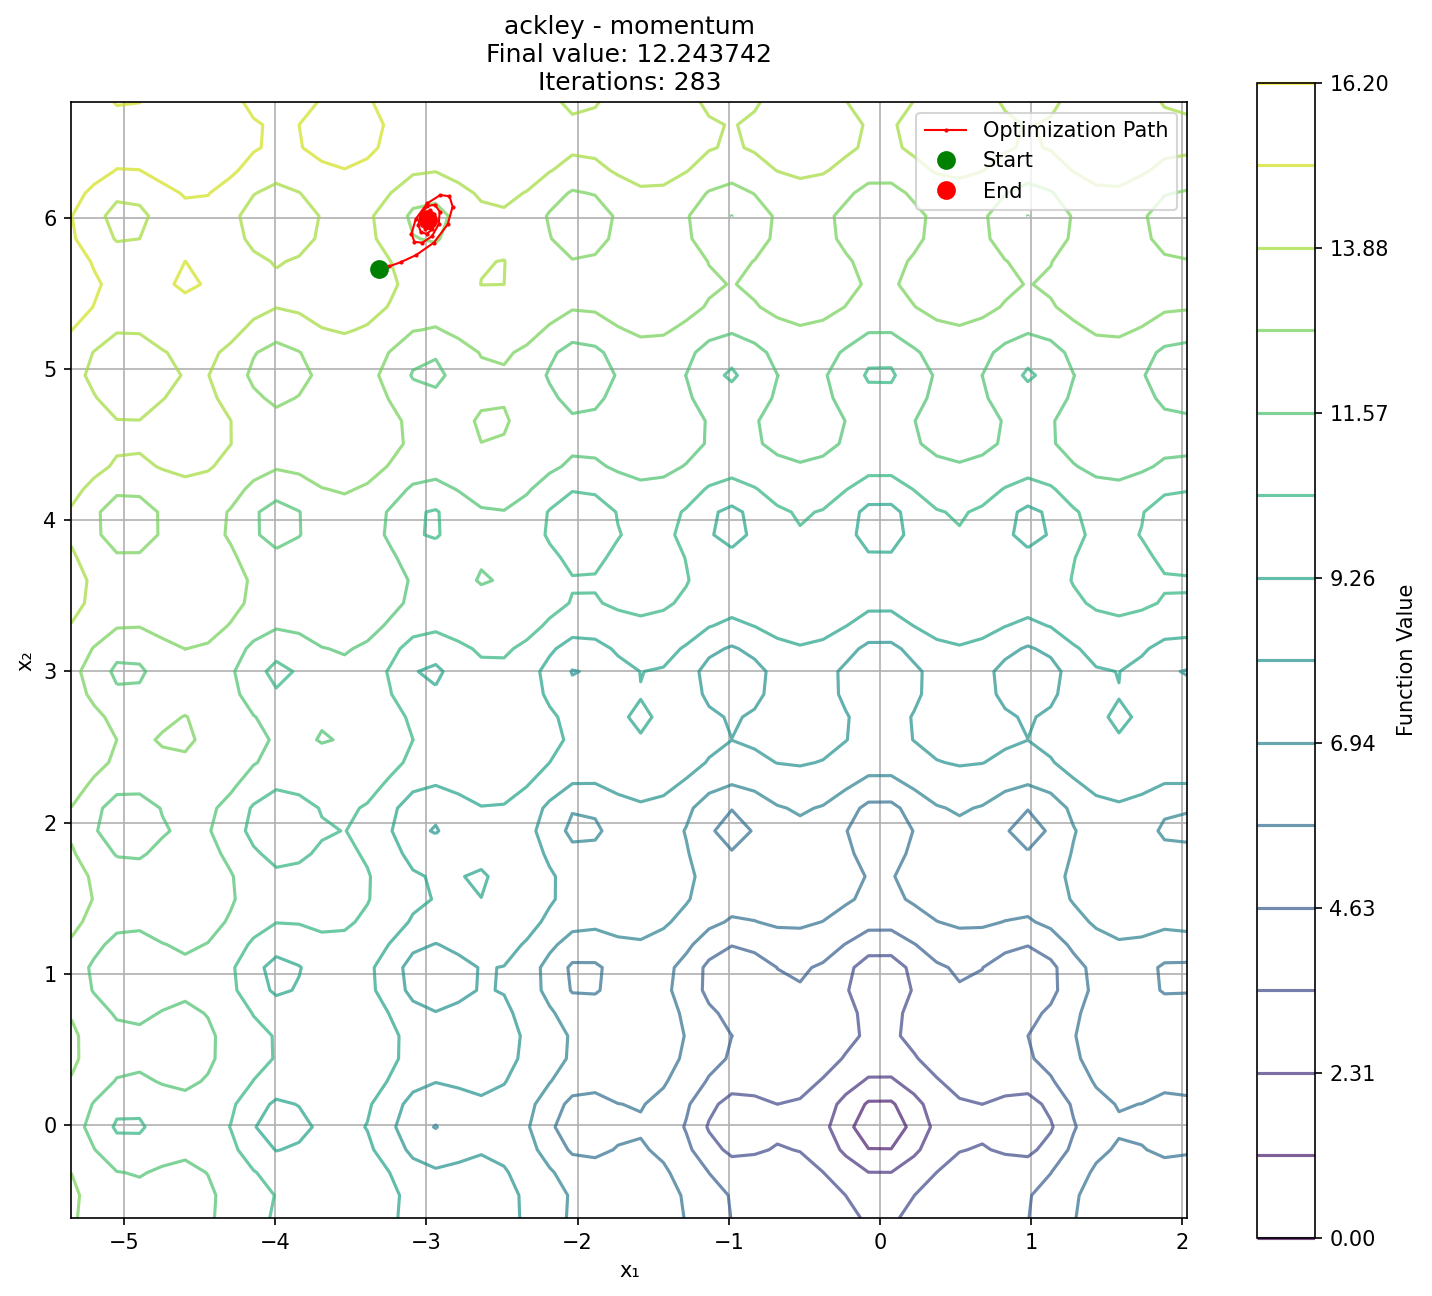 ackley - momentum
Final value: 12.243742
Iterations: 283
Optimization Path
Start
End
6
5
4
3
2
1
0
x₂
−5
−4
−3
−2
−1
0
1
2
x₁
16.20
13.88
11.57
9.26
6.94
4.63
2.31
0.00
Function Value